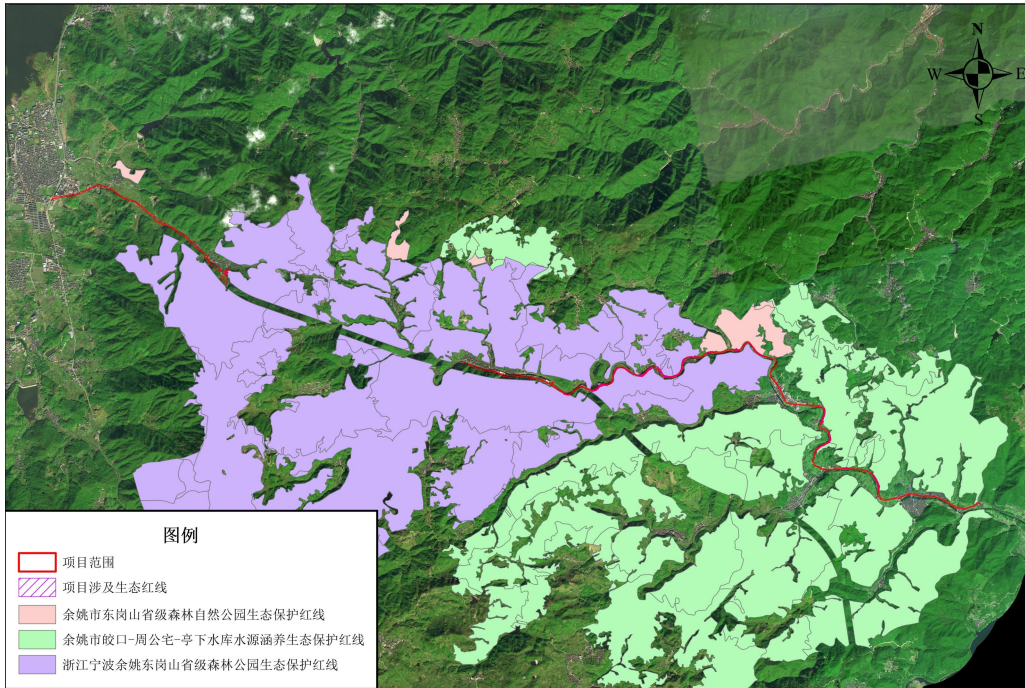 N
W
E
S
图例
项目范围
项目涉及生态红线
余姚市东岗山省级森林自然公园生态保护红线
余姚市皎口-周公宅-亭下水库水源涵养生态保护红线
浙江宁波余姚东岗山省级森林公园生态保护红线